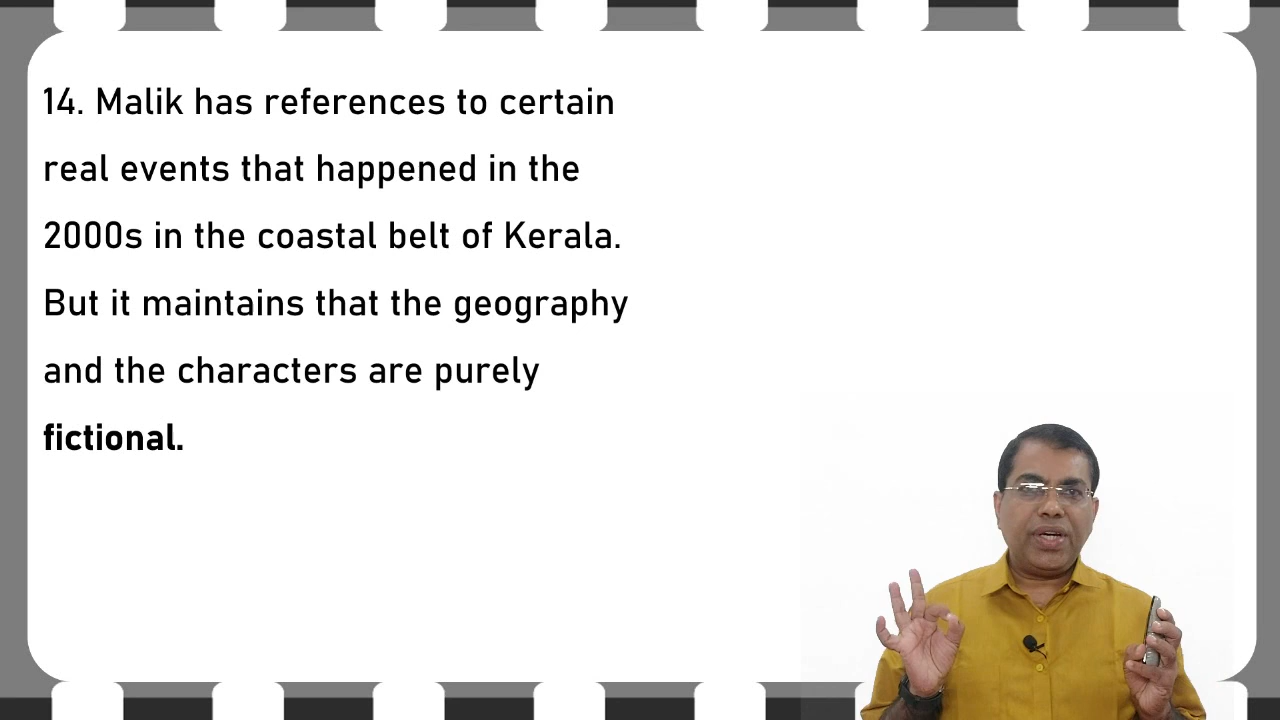 14. Malik has references to certain
real events that happened in the
2000s in the coastal belt of Kerala.
But it maintains that the geography
and the characters are purely
fictional.